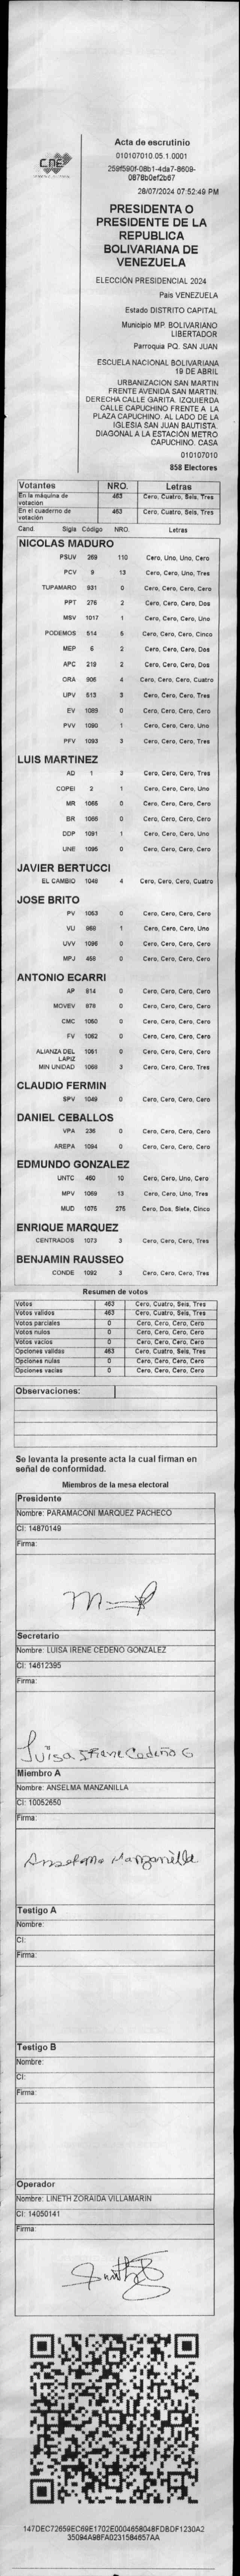 CNE
Acta de escrutinio
010107010.05.1.0001
28/07/2024 07:52:49 PM
PRESIDENTA O
PRESIDENTE DE LA
REPUBLICA
BOLIVARIANA DE
VENEZUELA
ELECCIÓN PRESIDENCIAL 2024
País VENEZUELA
Estado DISTRITO CAPITAL
Municipio MP. BOLIVARIANO
LIBERTADOR
Parroquia PQ. SAN JUAN
ESCUELA NACIONAL BOLIVARIANA
19 DE ABRIL
URBANIZACION SAN MARTIN
FRENTE AVENIDA SAN MARTIN.
DERECHA CALLE GARITA. IZQUIERDA
CALLE CAPUCHINO FRENTE A LA
PLAZA CAPUCHINO. AL LADO DE LA
IGLESIA SAN JUAN BAUTISTA.
DIAGONAL A LA ESTACIÓN METRO
CAPUCHINO. CASA
010107010
858 Electores
Votantes NRO. Letras
En la máquina de votación 463 Cero, Cuatro, Seis, Tres
En el cuaderno de votación 463 Cero, Cuatro, Seis, Tres
Cand. Sigla Código NRO. Letras
NICOLAS MADURO
PSUV 269 110 Cero, Uno, Uno, Cero
PCV 9 13 Cero, Cero, Uno, Tres
TUPAMARO 931 0 Cero, Cero, Cero, Cero
PPT 276 2 Cero, Cero, Cero, Dos
MSV 1017 1 Cero, Cero, Cero, Uno
PODEMOS 514 5 Cero, Cero, Cero, Cinco
MEP 6 2 Cero, Cero, Cero, Dos
APC 219 2 Cero, Cero, Cero, Dos
ORA 906 4 Cero, Cero, Cero, Cuatro
UPV 513 3 Cero, Cero, Cero, Tres
EV 1089 0 Cero, Cero, Cero, Cero
PVV 1090 1 Cero, Cero, Cero, Uno
PFV 1093 3 Cero, Cero, Cero, Tres
LUIS MARTINEZ
AD 1 3 Cero, Cero, Cero, Tres
COPEI 2 1 Cero, Cero, Cero, Uno
MR 1065 0 Cero, Cero, Cero, Cero
BR 1066 0 Cero, Cero, Cero, Cero
DDP 1091 1 Cero, Cero, Cero, Uno
UNE 1095 0 Cero, Cero, Cero, Cero
JAVIER BERTUCCI
EL CAMBIO 1048 4 Cero, Cero, Cero, Cuatro
JOSE BRITO
PV 1053 0 Cero, Cero, Cero, Cero
VU 969 1 Cero, Cero, Cero, Uno
UVV 1096 0 Cero, Cero, Cero, Cero
MPJ 458 0 Cero, Cero, Cero, Cero
ANTONIO ECARRI
AP 814 0 Cero, Cero, Cero, Cero
MOVEV 979 0 Cero, Cero, Cero, Cero
CMC 1050 0 Cero, Cero, Cero, Cero
FV 1052 0 Cero, Cero, Cero, Cero
ALIANZA DEL LAPIZ 1051 0 Cero, Cero, Cero, Cero
MIN UNIDAD 1068 3 Cero, Cero, Cero, Tres
CLAUDIO FERMIN
SPV 1049 0 Cero, Cero, Cero, Cero
DANIEL CEBALLOS
VPA 236 0 Cero, Cero, Cero, Cero
AREPA 1094 0 Cero, Cero, Cero, Cero
EDMUNDO GONZALEZ
UNTC 460 10 Cero, Cero, Uno, Cero
MPV 1069 13 Cero, Cero, Uno, Tres
MUD 1075 275 Cero, Dos, Siete, Cinco
ENRIQUE MARQUEZ
CENTRADOS 1073 3 Cero, Cero, Cero, Tres
BENJAMIN RAUSSEO
CONDE 1092 3 Cero, Cero, Cero, Tres
Resumen de votos
Votos 463 Cero, Cuatro, Seis, Tres
Votos validos 463 Cero, Cuatro, Seis, Tres
Votos parciales 0 Cero, Cero, Cero, Cero
Votos nulos 0 Cero, Cero, Cero, Cero
Votos vacios 0 Cero, Cero, Cero, Cero
Opciones validas 463 Cero, Cuatro, Seis, Tres
Opciones nulas 0 Cero, Cero, Cero, Cero
Opciones vacias 0 Cero, Cero, Cero, Cero
Observaciones:
Se levanta la presente acta la cual firman en
señal de conformidad.
Miembros de la mesa electoral
Presidente
Nombre: PARAMACONI MARQUEZ PACHECO
CI: 14870149
Firma:
Secretario
Nombre: LUISA IRENE CEDEÑO GONZALEZ
CI: 14612395
Firma:
Luisa Irene Cedeño G
Miembro A
Nombre: ANSELMA MANZANILLA
CI: 10052650
Firma:
Anselma Manzanilla
Testigo A
Nombre:
CI:
Firma:
Testigo B
Nombre:
CI:
Firma:
Operador
Nombre: LINETH ZORAIDA VILLAMARIN
CI: 14050141
Firma:
147DEC72659EC69E1702E0004658048FDBDF1230A2
35094A98FA0231584657AA